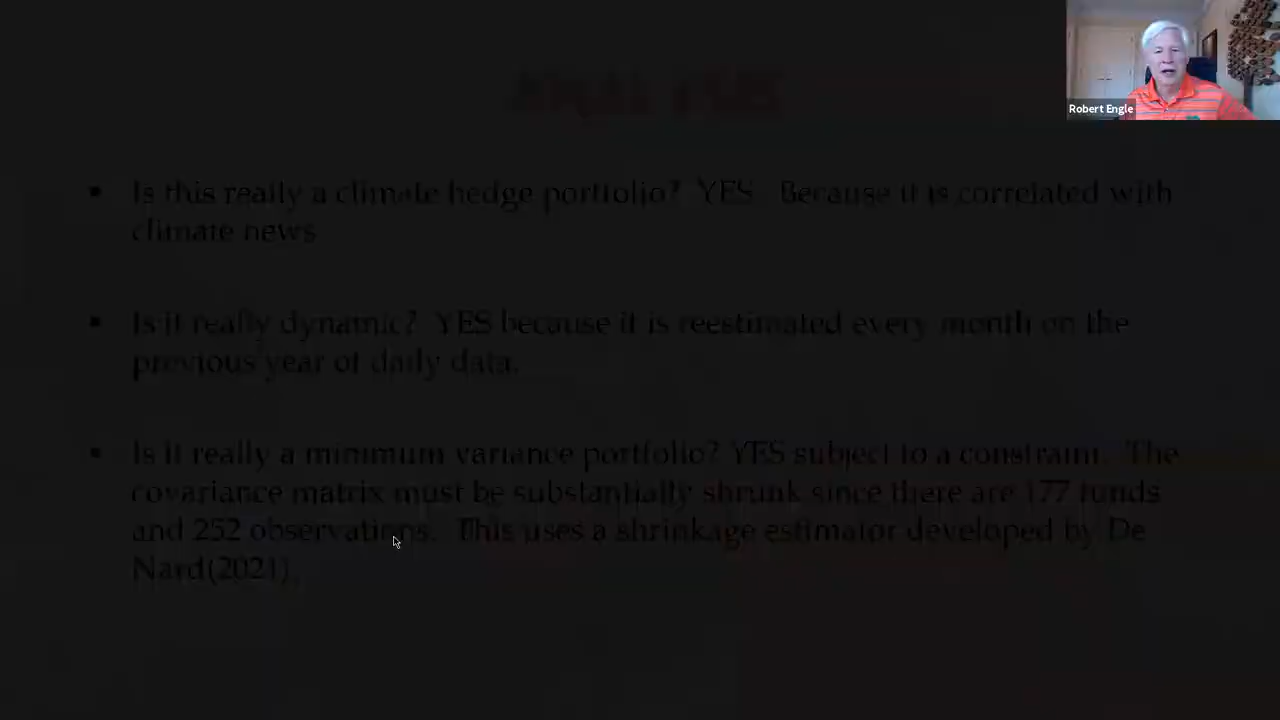 Robert Engle
Is this really a climate hedge portfolio? YES. Because it is correlated with
climate news
Is it really dynamic? YES because it is reestimated every month on the
previous year of daily data.
Is it really a minimum variance portfolio? YES subject to a constraint. The
covariance matrix must be substantially shrunk since there are 177 funds
and 252 observations. This uses a shrinkage estimator developed by De
Nard(2021).